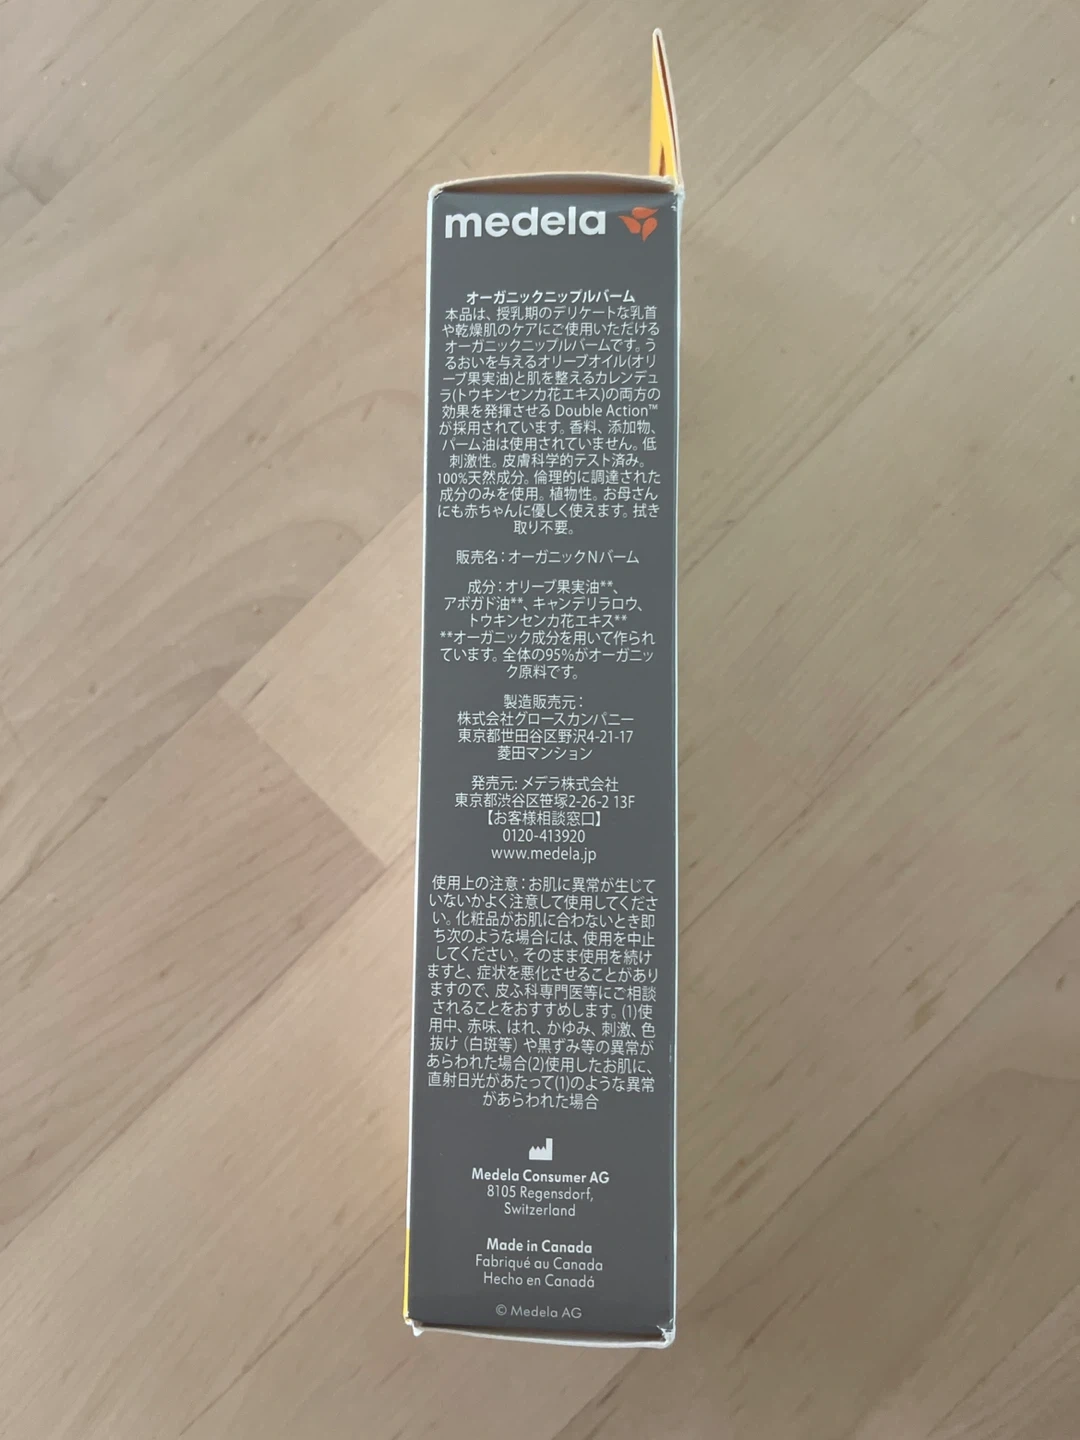 medela
オーガニックニップルバーム
本品は、授乳期のデリケートな乳首
や乾燥肌のケアにご使用いただける
オーガニックニップルバームです。う
るおいを与えるオリーブオイル(オリ
ーブ果実油)と肌を整えるカレンデュ
ラ(トウキンセンカ花エキス)の両方の
効果を発揮させる Double Action™
が採用されています。香料、添加物、
パーム油は使用されていません。低
刺激性。皮膚科学的テスト済み。
100%天然成分。倫理的に調達された
成分のみを使用。植物性。お母さん
にも赤ちゃんに優しく使えます。拭き
取り不要。
販売名：オーガニックNバーム
成分：オリーブ果実油**、
アボガド油**、キャンデリラロウ、
トウキンセンカ花エキス**
**オーガニック成分を用いて作られ
ています。全体の95%がオーガニッ
ク原料です。
製造販売元：
株式会社グロースカンパニー
東京都世田谷区野沢4-21-17
菱田マンション
発売元: メデラ株式会社
東京都渋谷区笹塚2-26-2 13F
【お客様相談窓口】
0120-413920
www.medela.jp
使用上の注意：お肌に異常が生じて
いないかよく注意して使用してくださ
い。化粧品がお肌に合わないとき即
ち次のような場合には、使用を中止
してください。そのまま使用を続け
ますと、症状を悪化させることがあり
ますので、皮ふ科専門医等にご相談
されることをおすすめします。(1)使
用中、赤味、はれ、かゆみ、刺激、色
抜け（白斑等）や黒ずみ等の異常が
あらわれた場合(2)使用したお肌に、
直射日光があたって(1)のような異常
があらわれた場合
Medela Consumer AG
8105 Regensdorf,
Switzerland
Made in Canada
Fabriqué au Canada
Hecho en Canadá
© Medela AG